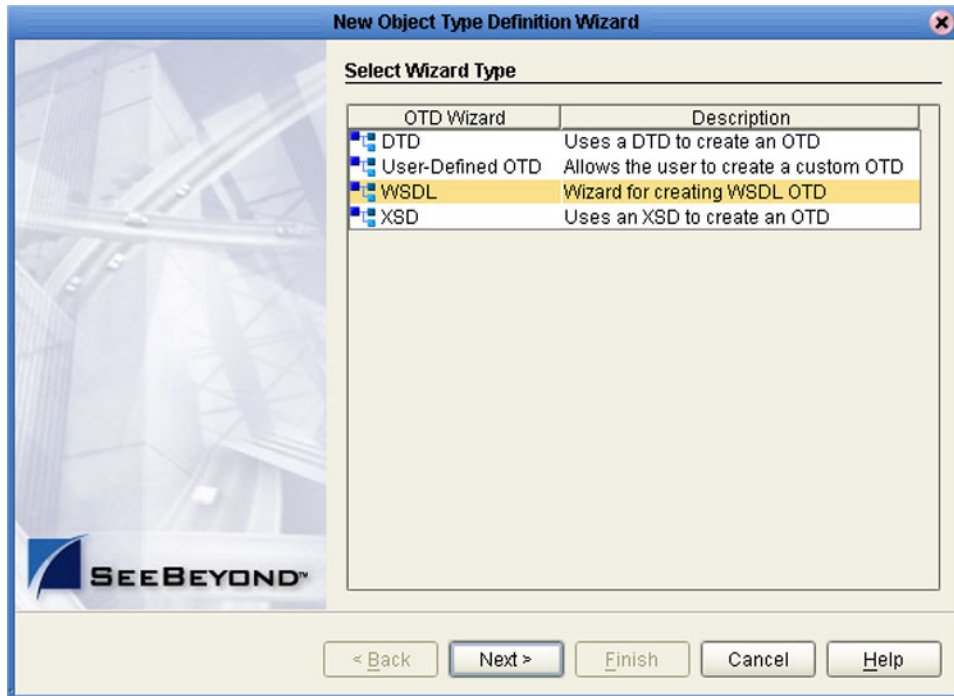 New Object Type Definition Wizard
Select Wizard Type
OTD Wizard Description
DTD Uses a DTD to create an OTD
User-Defined OTD Allows the user to create a custom OTD
WSDL Wizard for creating WSDL OTD
XSD Uses an XSD to create an OTD
SEEBEYOND™
< Back Next > Finish Cancel Help